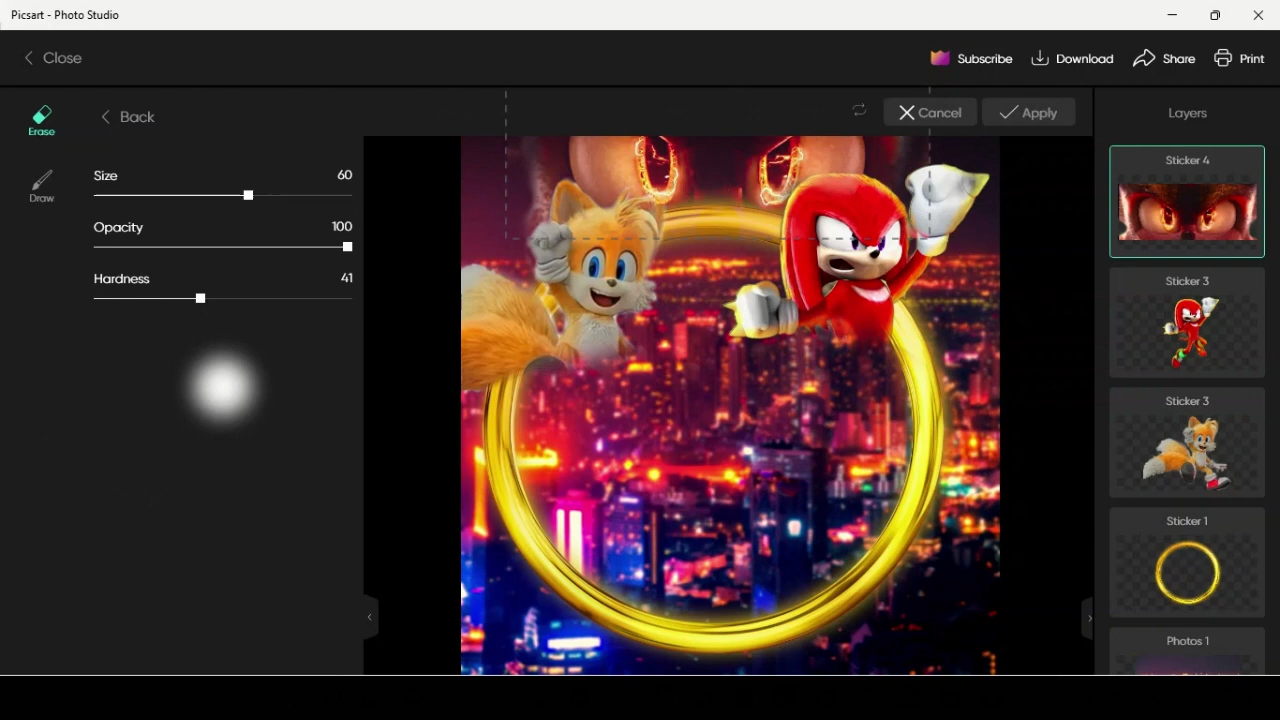 Picsart - Photo Studio
Close
Subscribe
Download
Share
Print
Erase
Back
Cancel
Apply
Layers
Draw
Size 60
Opacity 100
Hardness 41
Sticker 4
Sticker 3
Sticker 3
Sticker 1
Photos 1